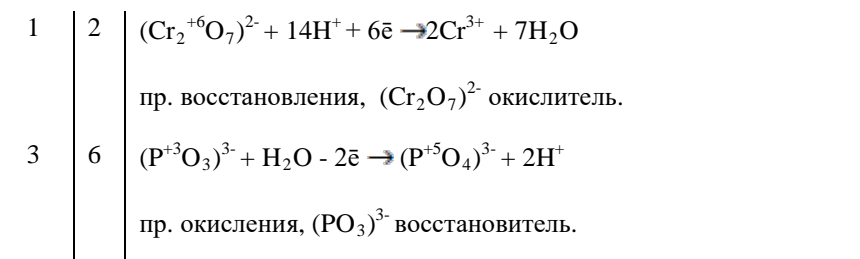 1 2 (Cr₂⁺⁶O₇)²⁻ + 14H⁺ + 6ē →2Cr³⁺ + 7H₂O
пр. восстановления, (Cr₂O₇)²⁻ окислитель.
3 6 (P⁺³O₃)³⁻ + H₂O - 2ē → (P⁺⁵O₄)³⁻ + 2H⁺
пр. окисления, (PO₃)³⁻ восстановитель.